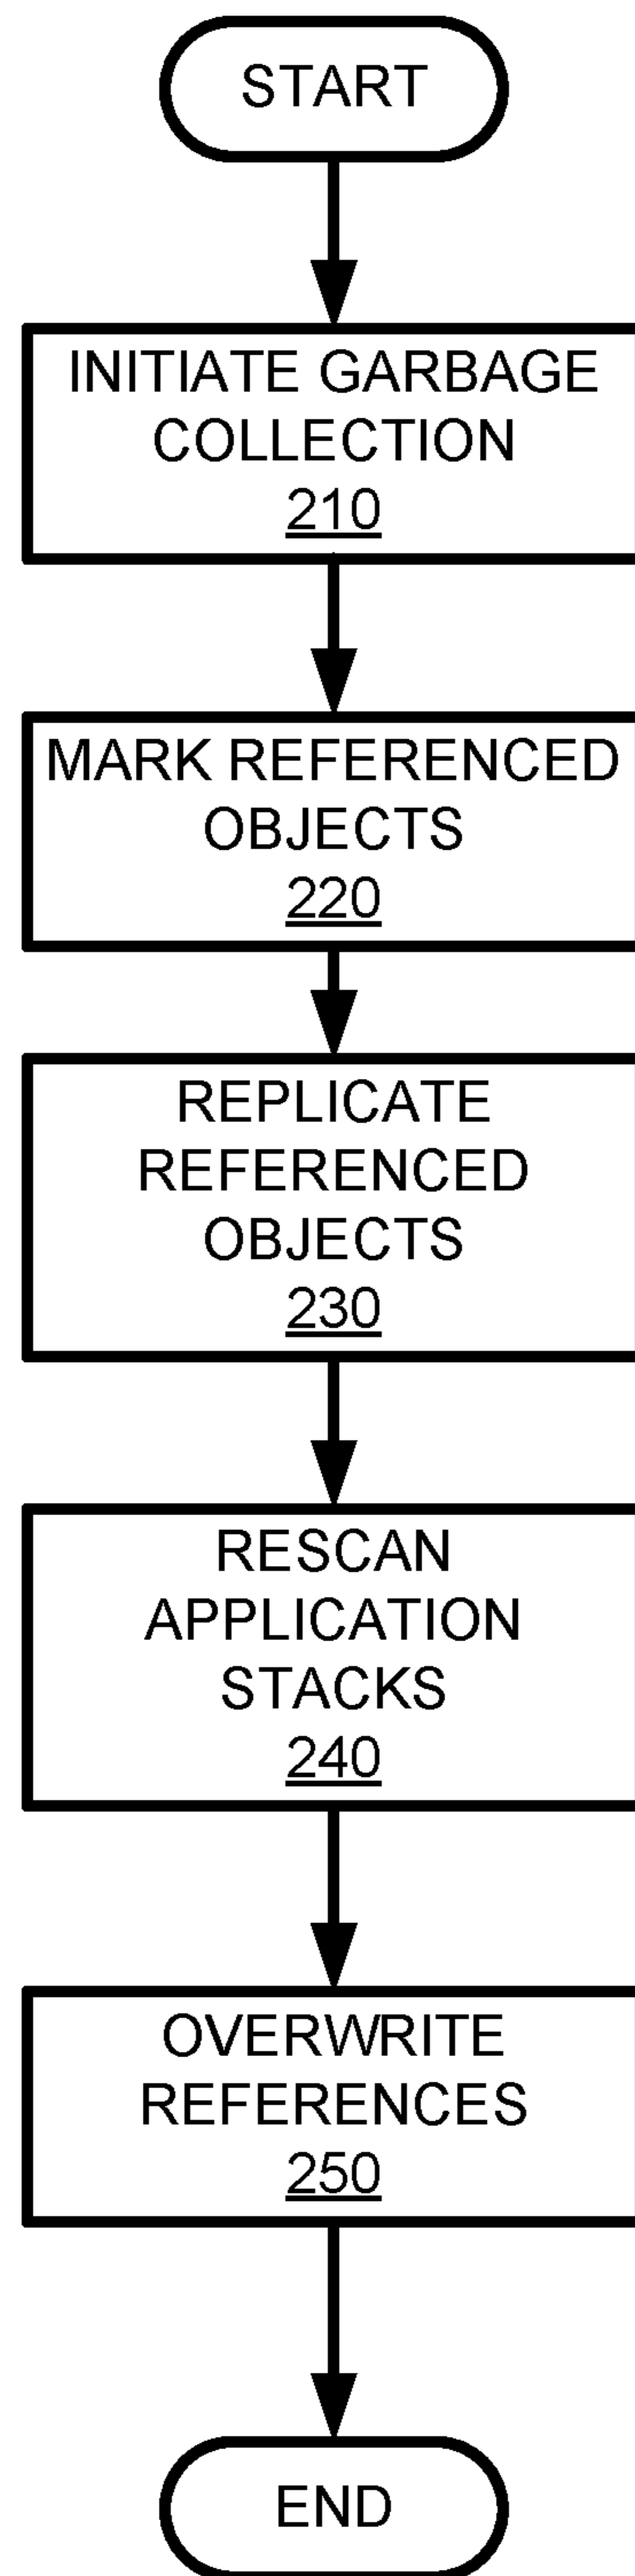 START
INITIATE GARBAGE
COLLECTION
210
MARK REFERENCED
OBJECTS
220
REPLICATE
REFERENCED
OBJECTS
230
RESCAN
APPLICATION
STACKS
240
OVERWRITE
REFERENCES
250
END